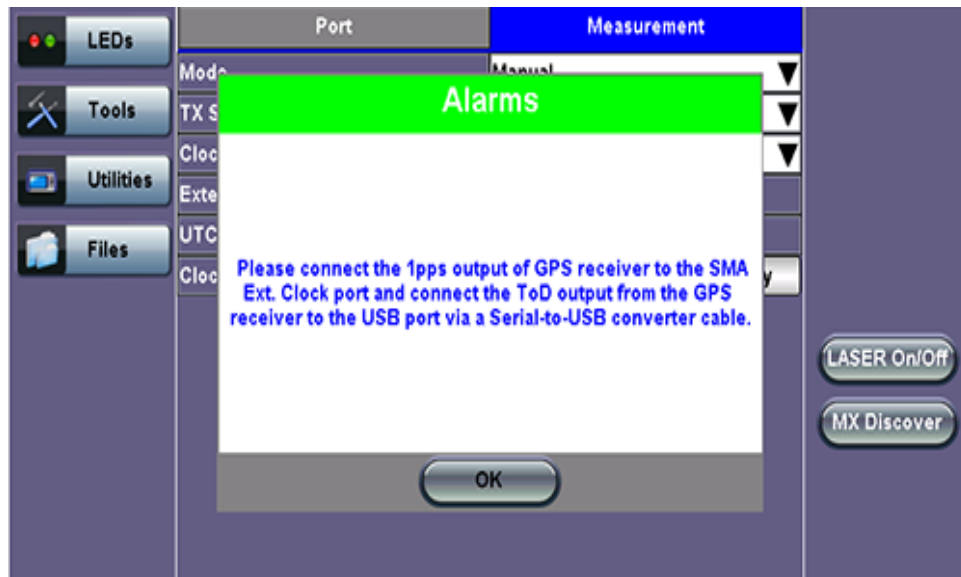 LEDs
Tools
Utilities
Files
Port
Measurement
Mode
Manual
TX S
Cloc
Exte
UTC
Cloc
y
Alarms
Please connect the 1pps output of GPS receiver to the SMA
Ext. Clock port and connect the ToD output from the GPS
receiver to the USB port via a Serial-to-USB converter cable.
OK
LASER On/Off
MX Discover